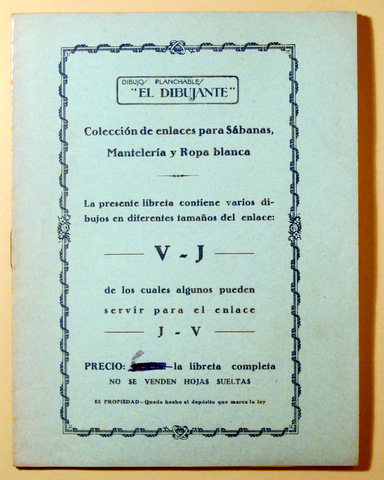 DIBUJOS PLANCHABLES
"EL DIBUJANTE"
Colección de enlaces para Sábanas,
Mantelería y Ropa blanca
La presente libreta contiene varios di-
bujos en diferentes tamaños del enlace:
V - J
de los cuales algunos pueden
servir para el enlace
J - V
PRECIO: la libreta completa
NO SE VENDEN HOJAS SUELTAS
ES PROPIEDAD - Queda hecho el depósito que marca la ley